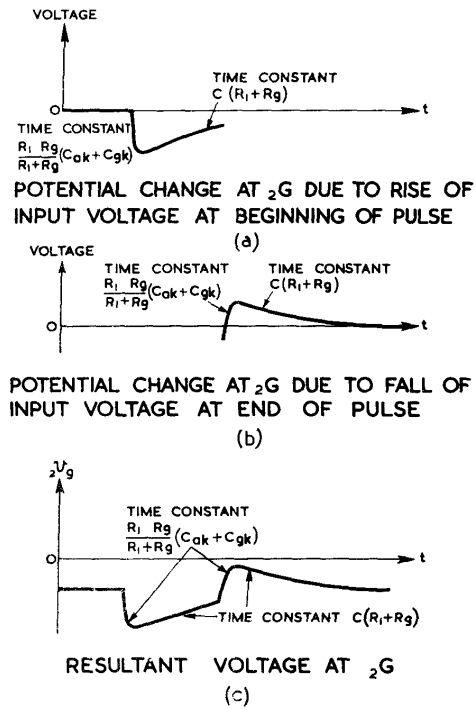 VOLTAGE
TIME CONSTANT
C (R₁+Rg)
O
t
TIME CONSTANT
R₁ Rg
R₁+Rg
(Cak+Cgk)
POTENTIAL CHANGE AT ₂G DUE TO RISE OF
INPUT VOLTAGE AT BEGINNING OF PULSE
(a)
VOLTAGE
TIME CONSTANT
R₁ Rg
R₁+Rg
(Cak+Cgk)
TIME CONSTANT
C(R₁+Rg)
O
t
POTENTIAL CHANGE AT ₂G DUE TO FALL OF
INPUT VOLTAGE AT END OF PULSE
(b)
₂Vg
TIME CONSTANT
R₁ Rg
R₁+Rg
(Cak+Cgk)
O
t
TIME CONSTANT C(R₁+Rg)
RESULTANT VOLTAGE AT ₂G
(c)